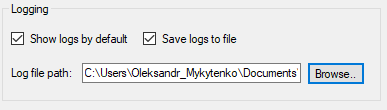 Logging
Show logs by default Save logs to file
Log file path: C:\Users\Oleksandr_Mykytenko\Documents\ Browse..